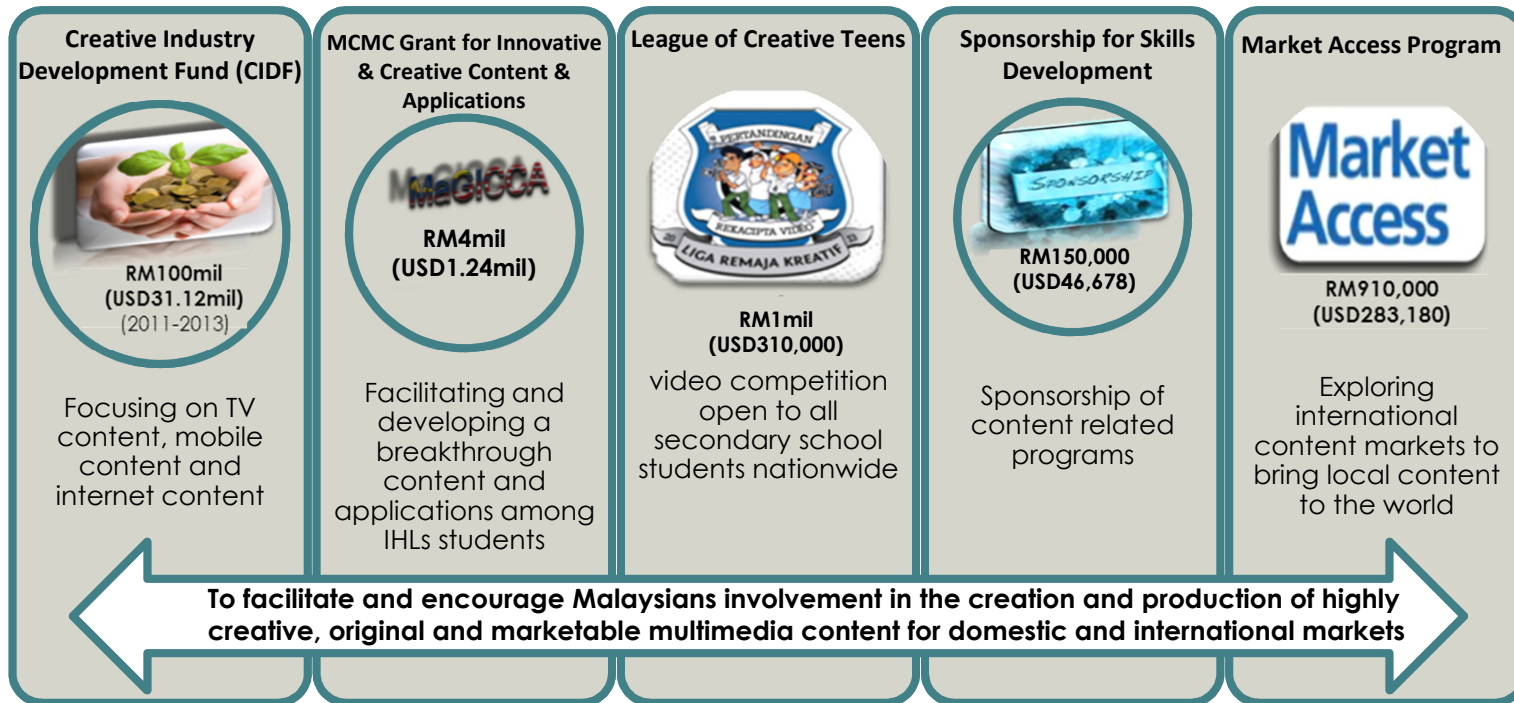 Creative Industry
Development Fund (CIDF)
RM100mil
(USD31.12mil)
(2011-2013)
Focusing on TV
content, mobile
content and
internet content
MCMC Grant for Innovative
& Creative Content &
Applications
MaGICCA
RM4mil
(USD1.24mil)
Facilitating and
developing a
breakthrough
content and
applications among
IHLs students
League of Creative Teens
PERTANDINGAN
REKACIPTA VIDEO
LIGA REMAJA KREATIF
RM1mil
(USD310,000)
video competition
open to all
secondary school
students nationwide
Sponsorship for Skills
Development
SPONSORSHIP
RM150,000
(USD46,678)
Sponsorship of
content related
programs
Market Access Program
Market
Access
RM910,000
(USD283,180)
Exploring
international
content markets to
bring local content
to the world
To facilitate and encourage Malaysians involvement in the creation and production of highly
creative, original and marketable multimedia content for domestic and international markets